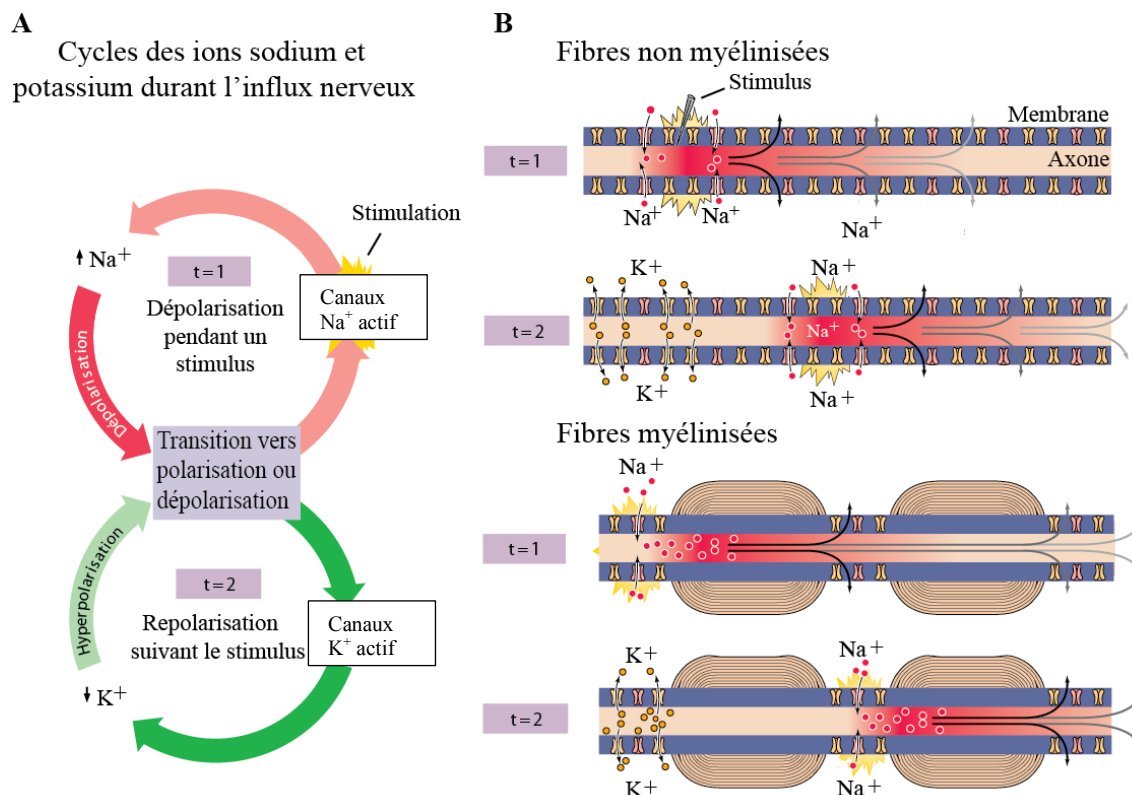 A
Cycles des ions sodium et
potassium durant l'influx nerveux
Stimulation
Na+
t=1
Dépolarisation
pendant un
stimulus
Canaux
Na+ actif
Dépolarisation
Transition vers
polarisation ou
dépolarisation
Hyperpolarisation
t=2
Repolarisation
suivant le stimulus
Canaux
K+ actif
K+
B
Fibres non myélinisées
Stimulus
Membrane
t=1
Axone
Na+ Na+ Na+
K+ Na+
t=2
Na+
K+ Na+
Fibres myélinisées
Na+
t=1
K+ Na+
t=2
K+ Na+